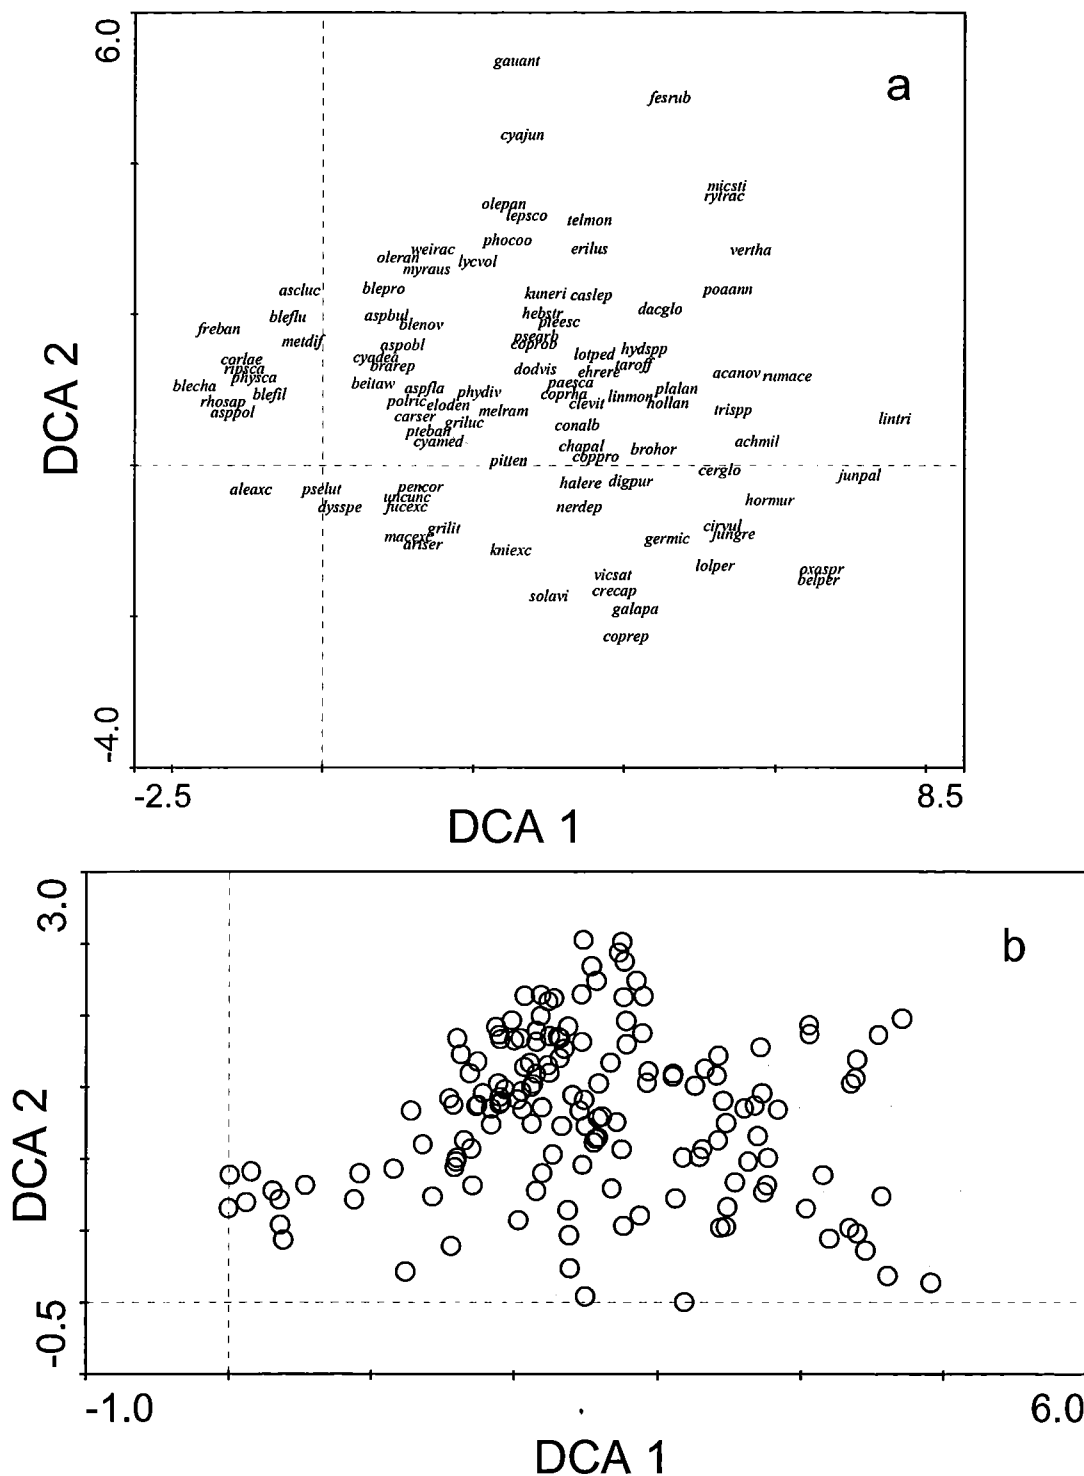 6.0
a
gauant
fesrub
cyajun
micsti
rytrac
olepan
lepsco
telmon
phocoo
erilus
vertha
weirac
oleran
lycvol
myraus
blepro
ascluc
kuneri
caslep
poaann
dacglo
hebstr
pleesc
bleflu
aspbul
blenov
freban
metdif
psearb
coprob
aspobl
hydspp
lotped
cyadea
brarep
taroff
corlae
ripsca
physca
dodvis
ehrere
acanov
rumace
blecha
beitaw
aspfla
phydiv
paesca
plalan
blefil
coprha
linmon
rhosap
polric
eloden
clevit
hollan
asppol
melram
trispp
carser
griluc
lintri
pteban
conalb
cyamed
achmil
chapal
brohor
coppro
pitten
cerglo
junpal
aleaxc
pselut
pencor
halere
digpur
uncunc
hormur
dysspe
fucexc
nerdep
grilit
cirvul
jungre
macexc
ariser
germic
kniexc
lolper
oxaspr
belper
vicsat
crecap
solavi
galapa
coprep
DCA 2
-4.0
-2.5
8.5
DCA 1
3.0
b
DCA 2
-0.5
-1.0
6.0
DCA 1